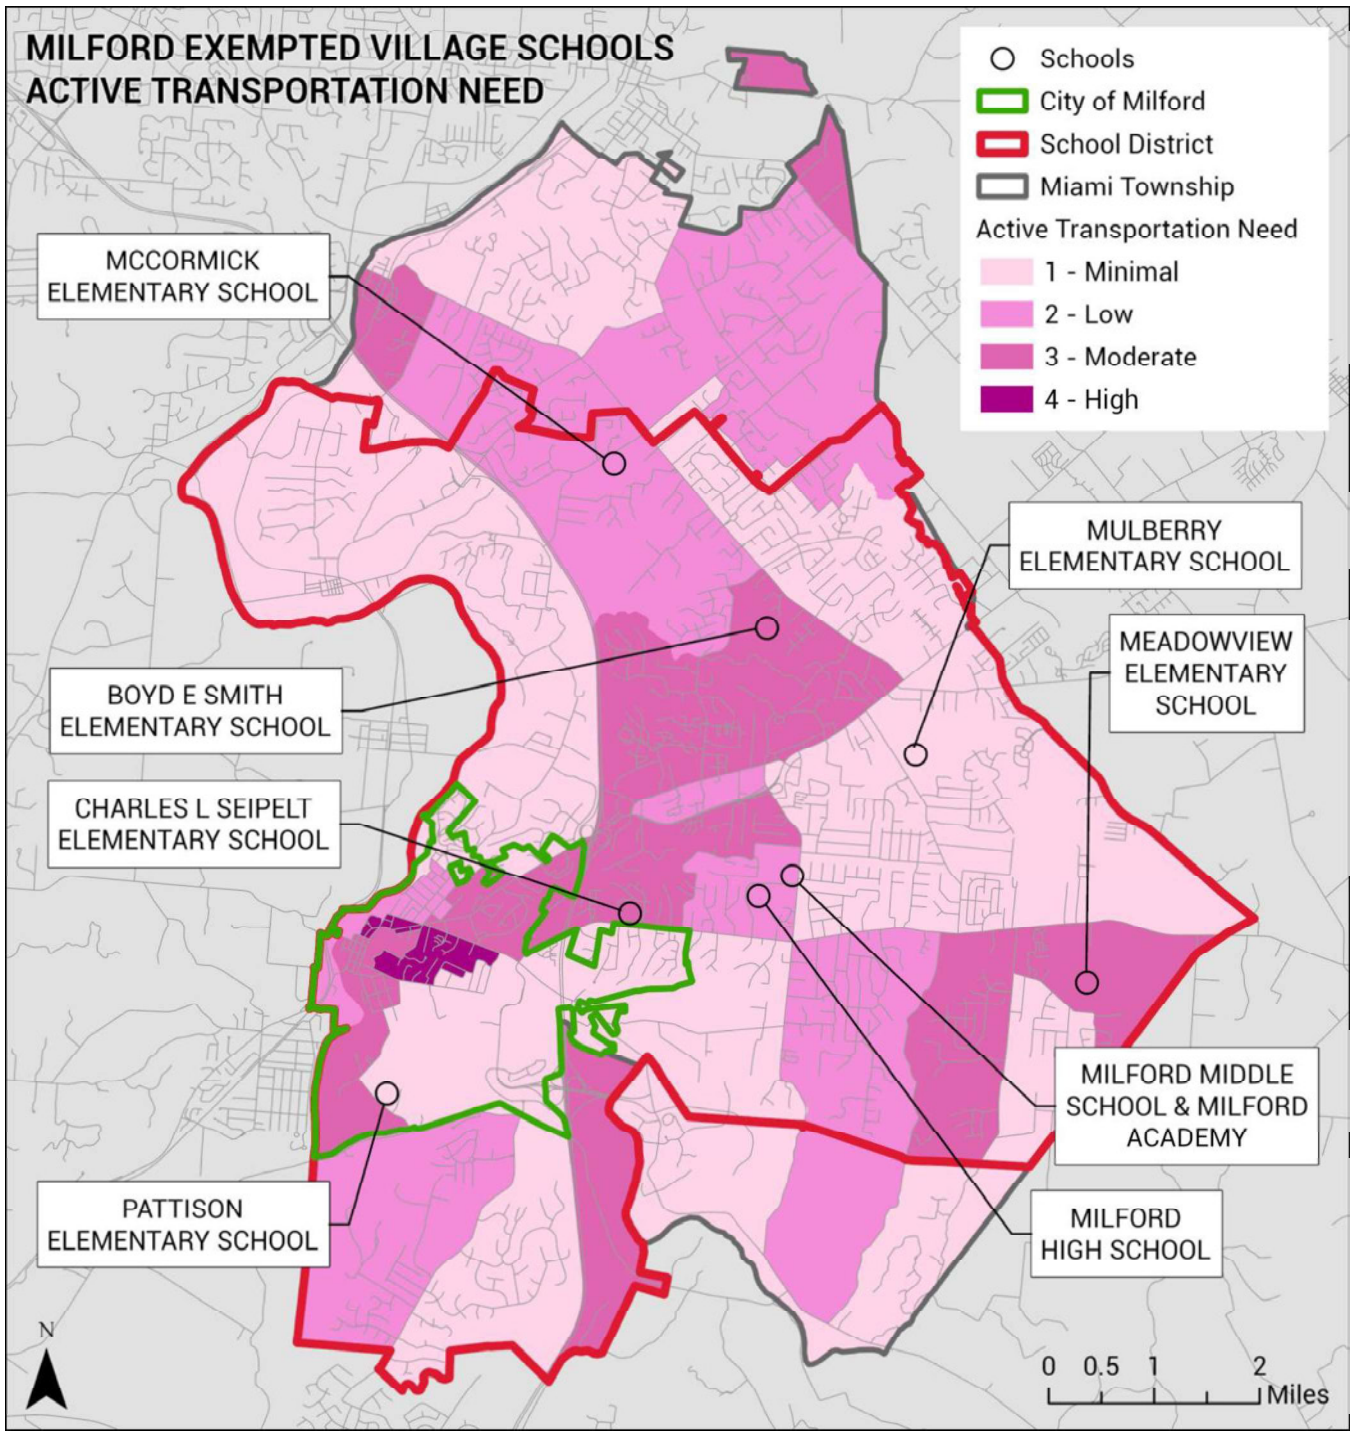 MILFORD EXEMPTED VILLAGE SCHOOLS
ACTIVE TRANSPORTATION NEED
Schools
City of Milford
School District
Miami Township
Active Transportation Need
1 - Minimal
2 - Low
3 - Moderate
4 - High
MCCORMICK
ELEMENTARY SCHOOL
MULBERRY
ELEMENTARY SCHOOL
MEADOWVIEW
ELEMENTARY
SCHOOL
BOYD E SMITH
ELEMENTARY SCHOOL
CHARLES L SEIPELT
ELEMENTARY SCHOOL
MILFORD MIDDLE
SCHOOL & MILFORD
ACADEMY
PATTISON
ELEMENTARY SCHOOL
MILFORD
HIGH SCHOOL
N
0 0.5 1 2
Miles